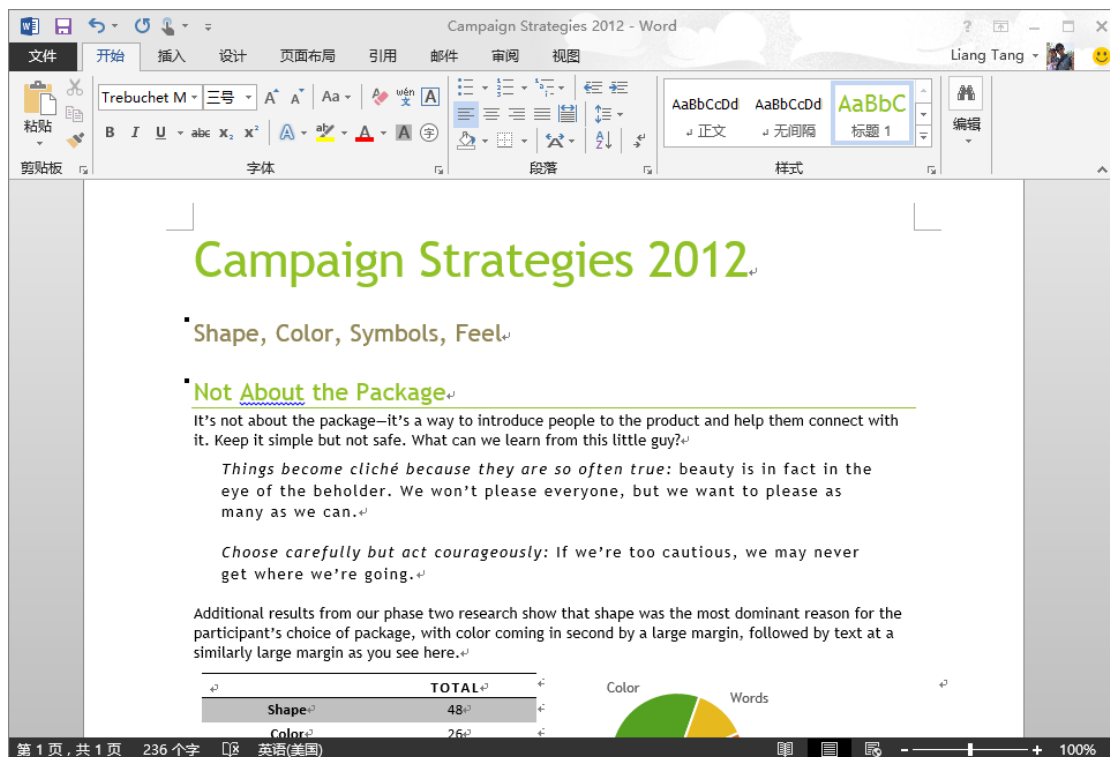 Campaign Strategies 2012 - Word
文件 开始 插入 设计 页面布局 引用 邮件 审阅 视图 Liang Tang
Trebuchet M 三号 Aa wén 文 A
粘贴 B I U abc X₂ X² A aby A A 字 AaBbCcDd AaBbCcDd AaBbC
正文 无间隔 标题 1 编辑
剪贴板 字体 段落 样式
Campaign Strategies 2012
Shape, Color, Symbols, Feel
Not About the Package
It's not about the package—it's a way to introduce people to the product and help them connect with
it. Keep it simple but not safe. What can we learn from this little guy?
Things become cliché because they are so often true: beauty is in fact in the
eye of the beholder. We won't please everyone, but we want to please as
many as we can.
Choose carefully but act courageously: If we're too cautious, we may never
get where we're going.
Additional results from our phase two research show that shape was the most dominant reason for the
participant's choice of package, with color coming in second by a large margin, followed by text at a
similarly large margin as you see here.
TOTAL
Shape 48
Color 26
Color
Words
第 1 页，共 1 页 236 个字 英语(美国) 100%